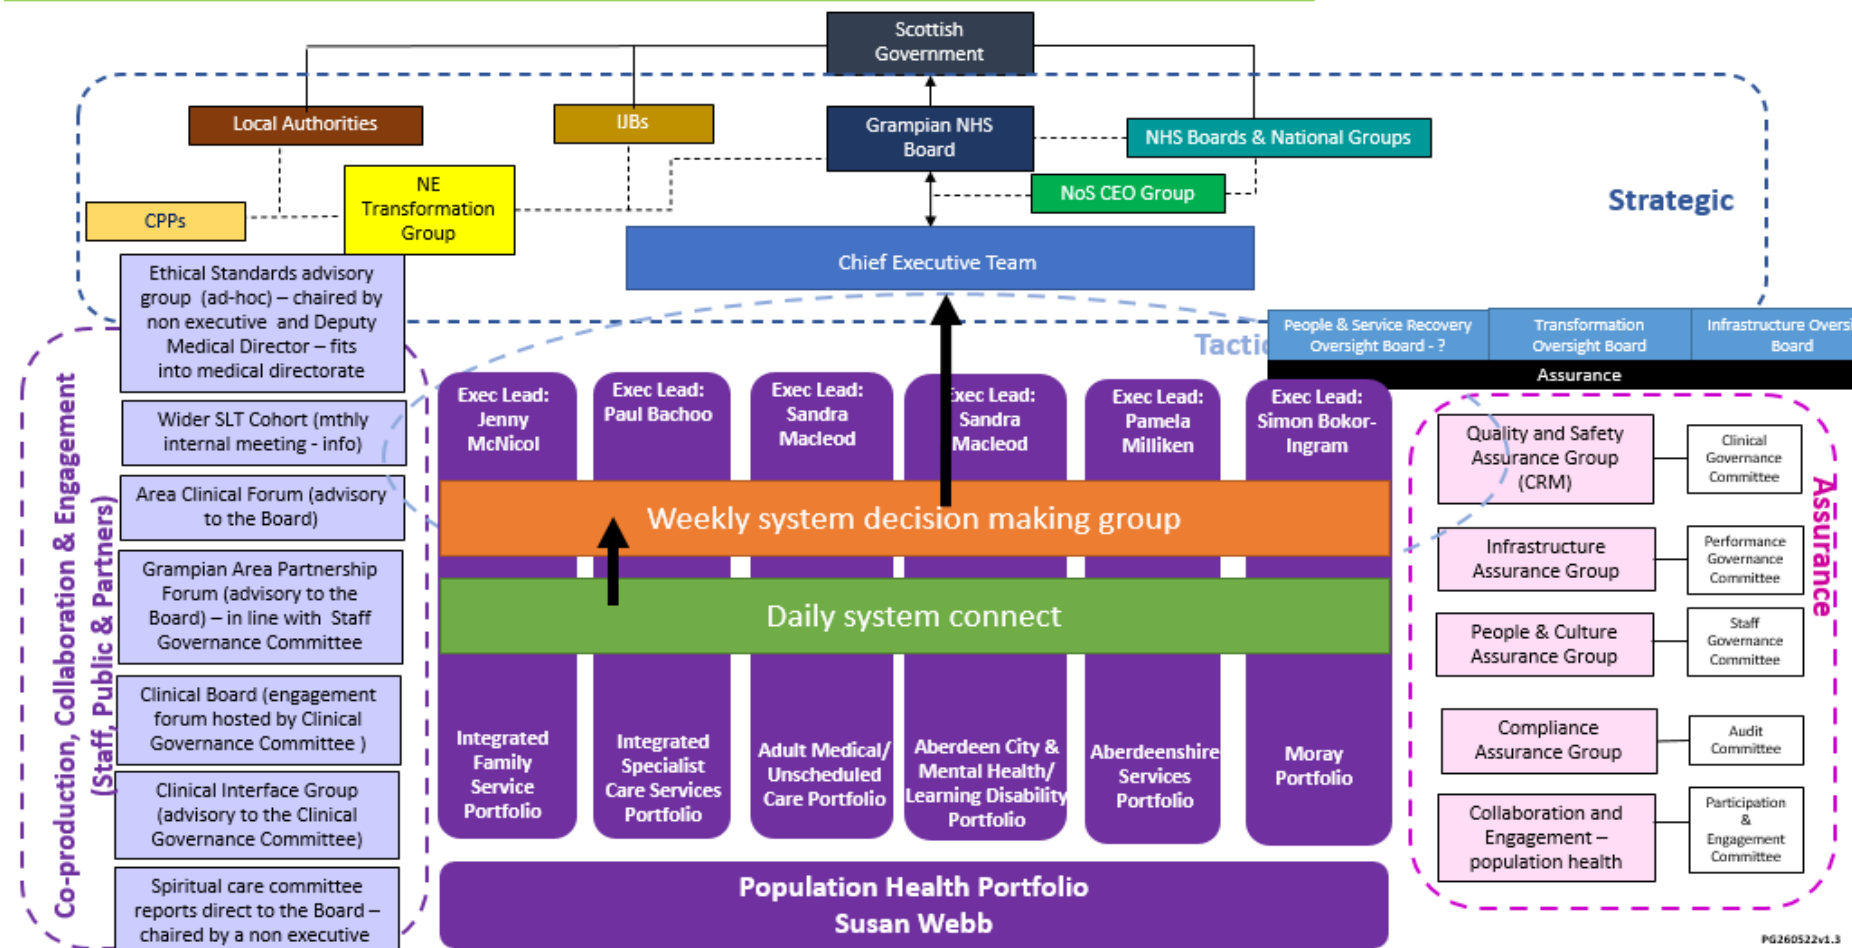 Scottish
Government
Local Authorities
IJBs
Grampian NHS
Board
NHS Boards & National Groups
NE
Transformation
Group
NoS CEO Group
CPPs
Strategic
Chief Executive Team
Ethical Standards advisory
group (ad-hoc) – chaired by
non executive and Deputy
Medical Director – fits
into medical directorate
Wider SLT Cohort (mthly
internal meeting - info)
Area Clinical Forum (advisory
to the Board)
Grampian Area Partnership
Forum (advisory to the
Board) – in line with Staff
Governance Committee
Clinical Board (engagement
forum hosted by Clinical
Governance Committee )
Clinical Interface Group
(advisory to the Clinical
Governance Committee)
Spiritual care committee
reports direct to the Board –
chaired by a non executive
Co-production, Collaboration & Engagement
(Staff, Public & Partners)
Tactic
People & Service Recovery
Oversight Board - ?
Transformation
Oversight Board
Infrastructure Oversi
Board
Assurance
Exec Lead:
Jenny
McNicol
Exec Lead:
Paul Bachoo
Exec Lead:
Sandra
Macleod
Exec Lead:
Sandra
Macleod
Exec Lead:
Pamela
Milliken
Exec Lead:
Simon Bokor-
Ingram
Weekly system decision making group
Daily system connect
Integrated
Family
Service
Portfolio
Integrated
Specialist
Care Services
Portfolio
Adult Medical/
Unscheduled
Care Portfolio
Aberdeen City &
Mental Health/
Learning Disability
Portfolio
Aberdeenshire
Services
Portfolio
Moray
Portfolio
Population Health Portfolio
Susan Webb
Quality and Safety
Assurance Group
(CRM)
Clinical
Governance
Committee
Infrastructure
Assurance Group
Performance
Governance
Committee
People & Culture
Assurance Group
Staff
Governance
Committee
Compliance
Assurance Group
Audit
Committee
Collaboration and
Engagement –
population health
Participation
&
Engagement
Committee
Assurance
PG260522v1.3